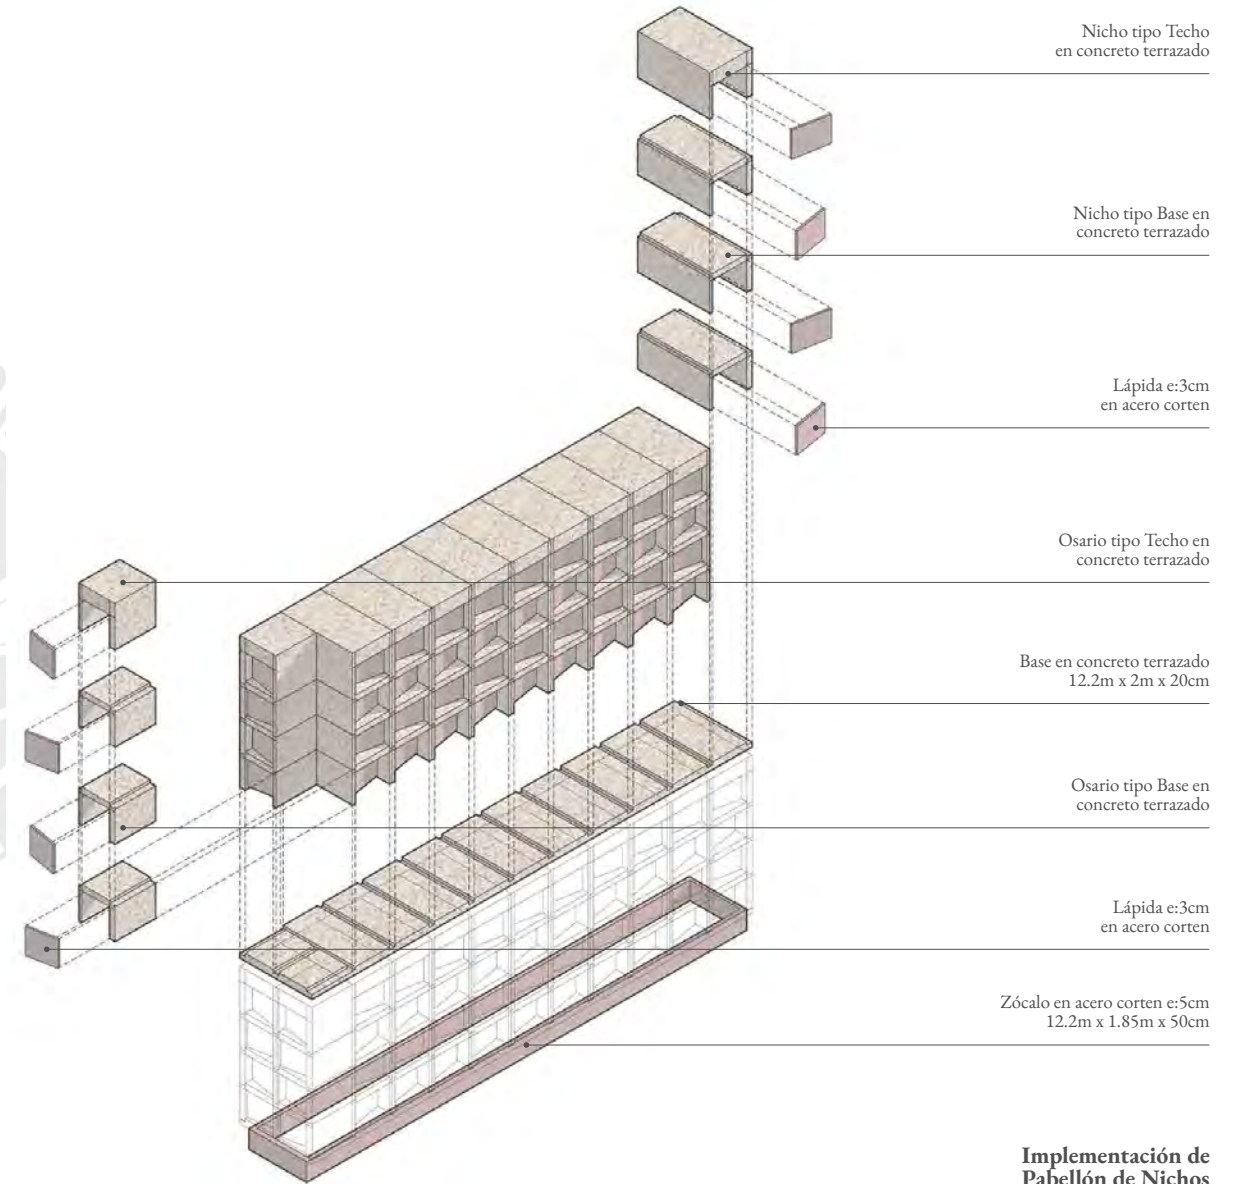 Nicho tipo Techo
en concreto terrazado
Nicho tipo Base en
concreto terrazado
Lápida e:3cm
en acero corten
Osario tipo Techo en
concreto terrazado
Base en concreto terrazado
12.2m x 2m x 20cm
Osario tipo Base en
concreto terrazado
Lápida e:3cm
en acero corten
Zócalo en acero corten e:5cm
12.2m x 1.85m x 50cm
Implementación de
Pabellón de Nichos